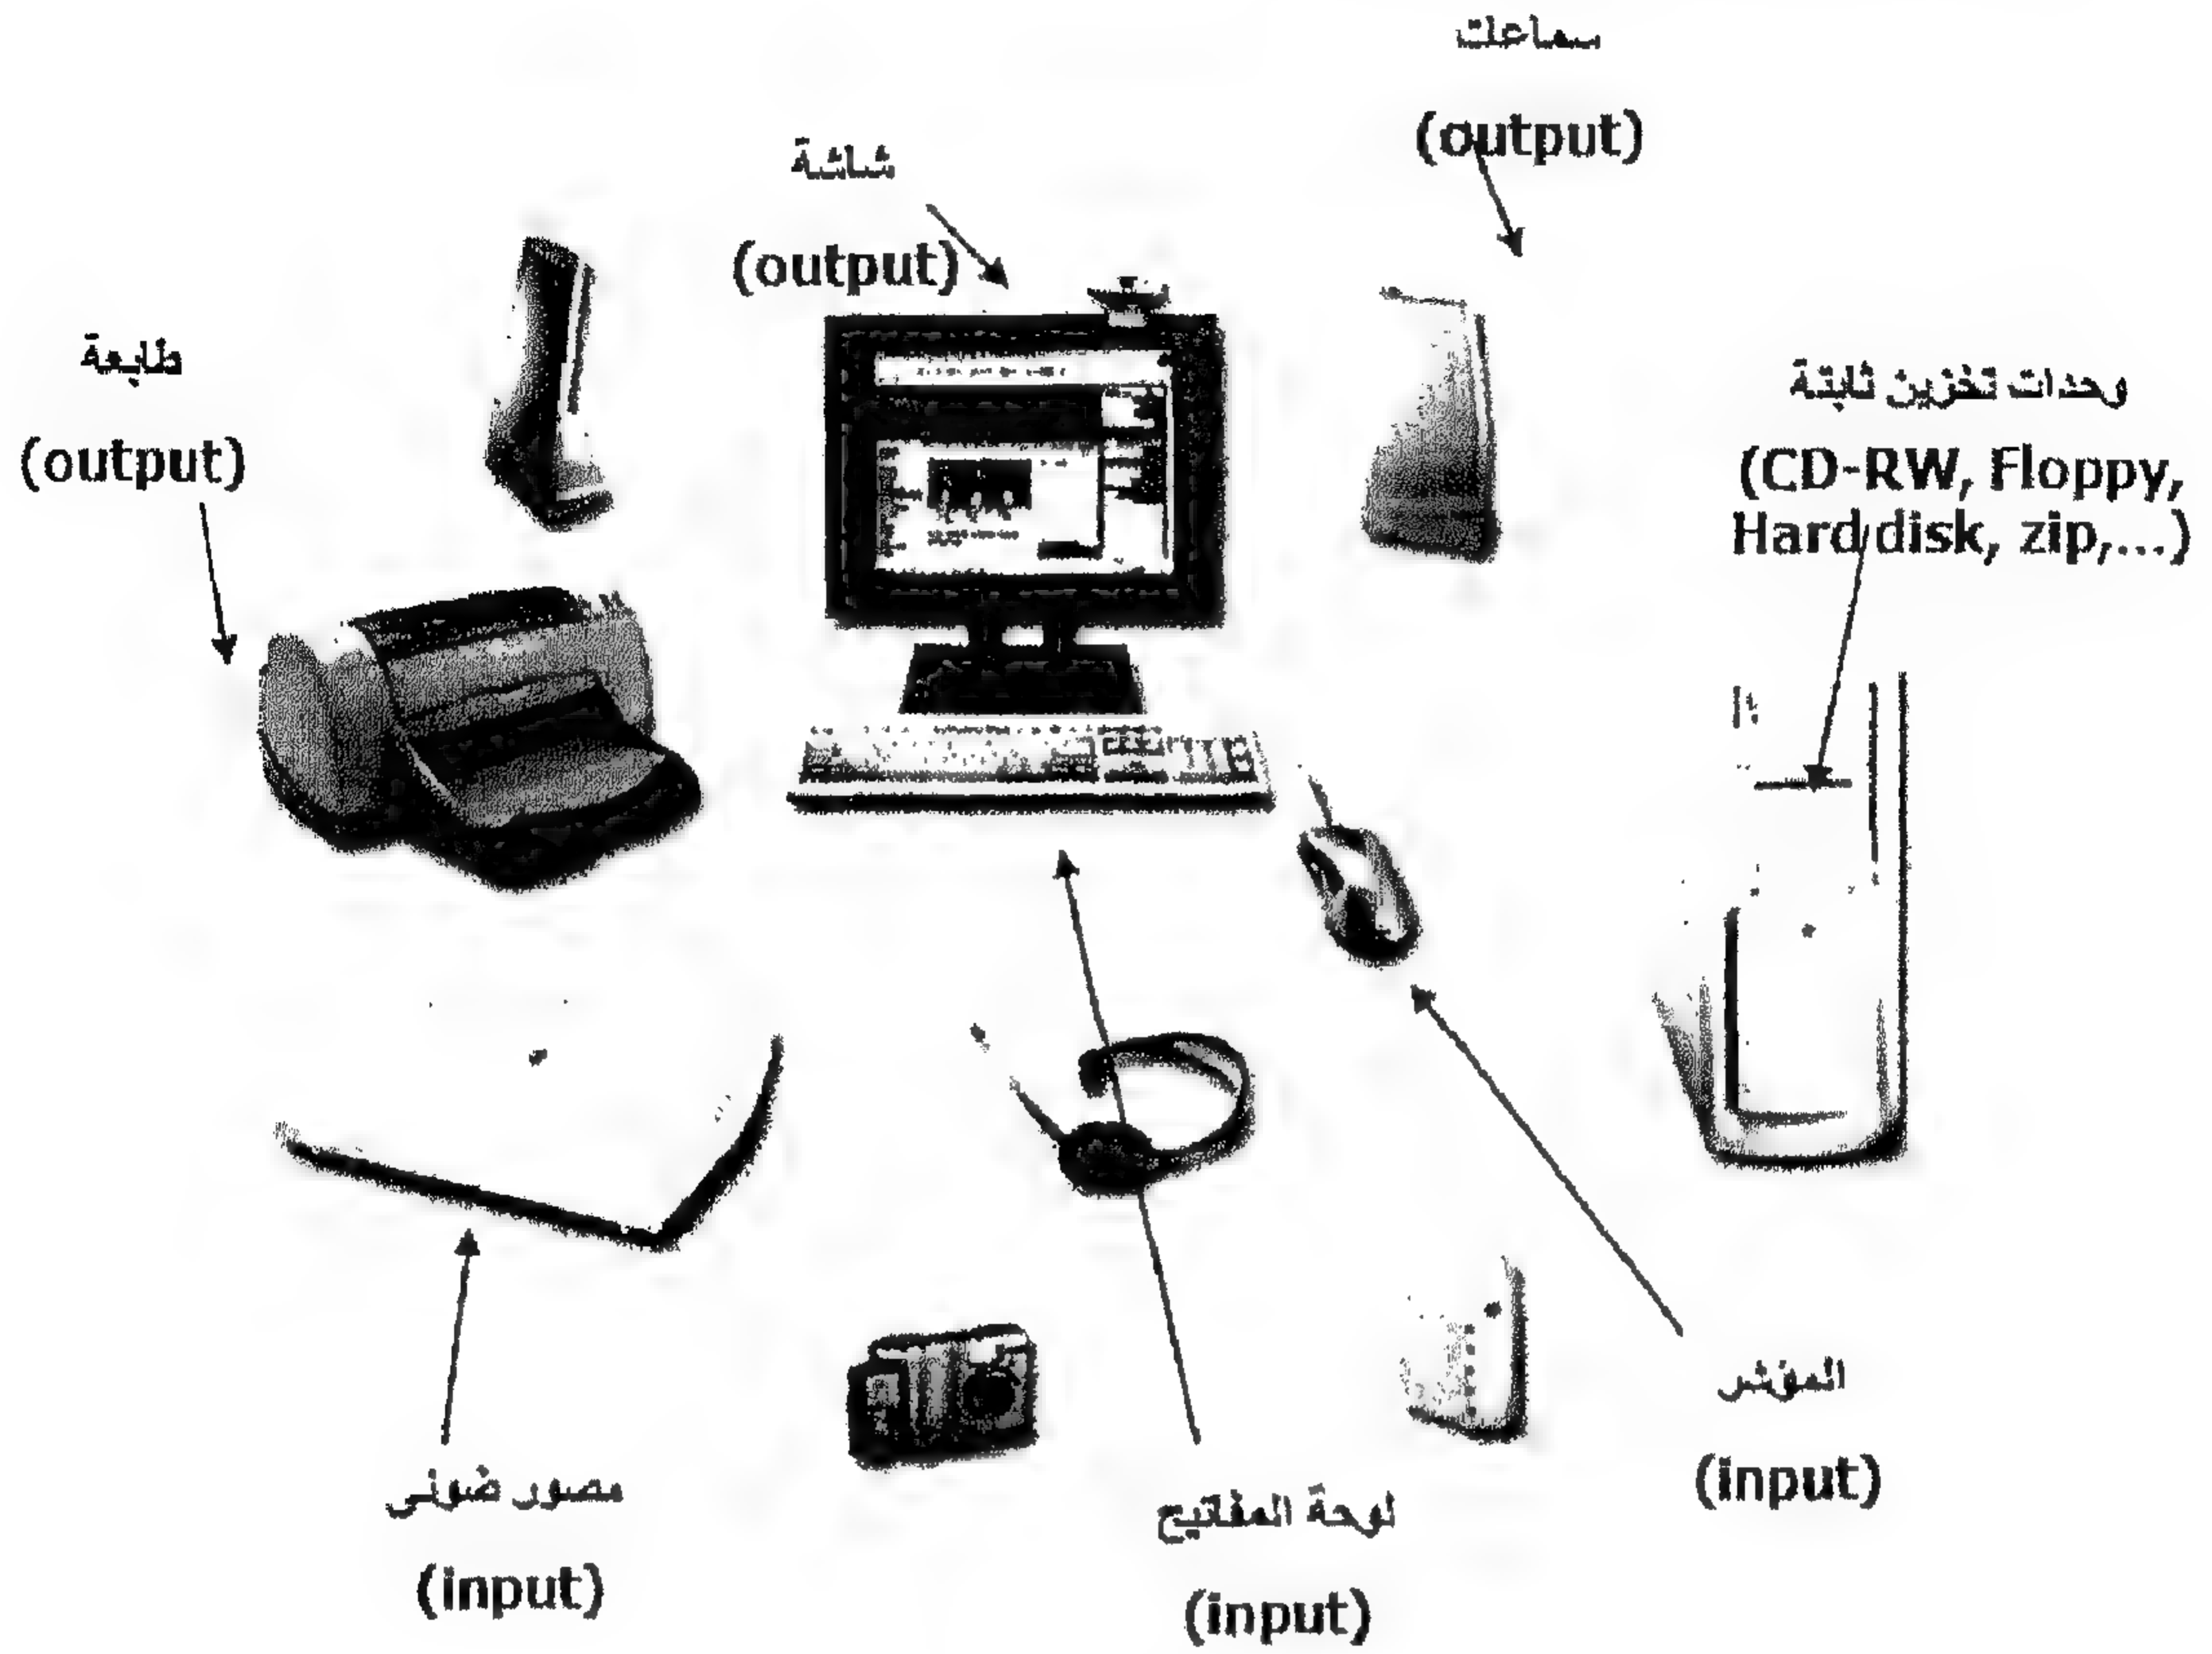 سماعات
(output)
شاشة
(output)
طابعة
(output)
وحدات تخزين ثابتة
(CD-RW, Floppy,
Hard disk, zip,...)
المؤشر
(input)
لوحة المفاتيح
(input)
مصور ضوئي
(input)